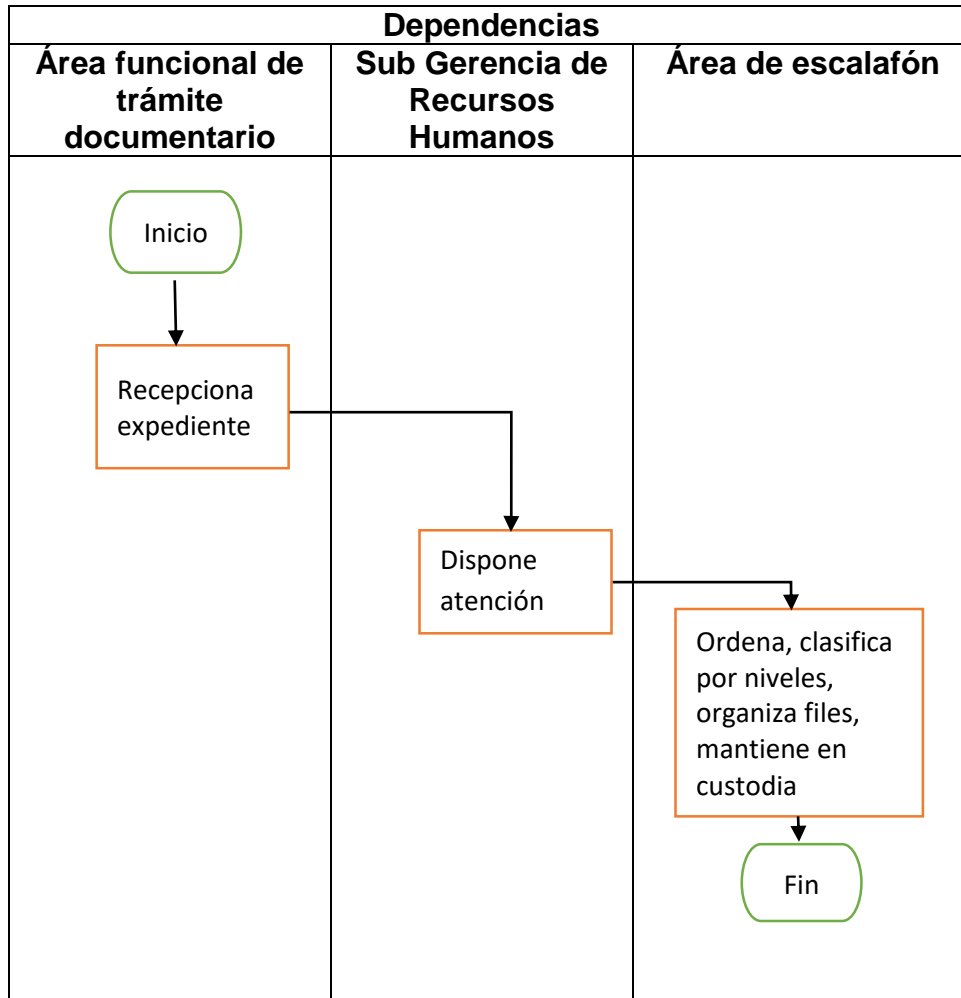 Dependencias
Área funcional de
trámite
documentario
Sub Gerencia de
Recursos
Humanos
Área de escalafón
Inicio
Recepciona
expediente
Dispone
atención
Ordena, clasifica
por niveles,
organiza files,
mantiene en
custodia
Fin